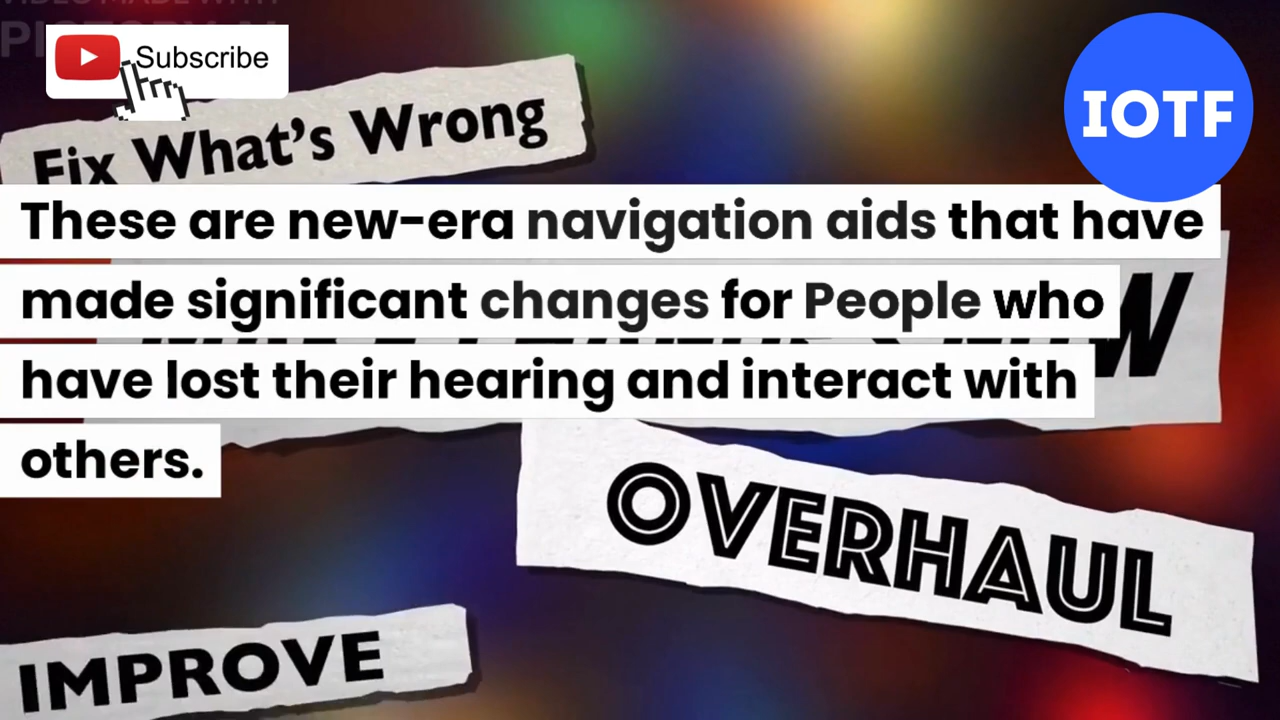 Subscribe
IOTF
Fix What's Wrong
These are new-era navigation aids that have
made significant changes for People who
have lost their hearing and interact with
others.
OVERHAUL
IMPROVE